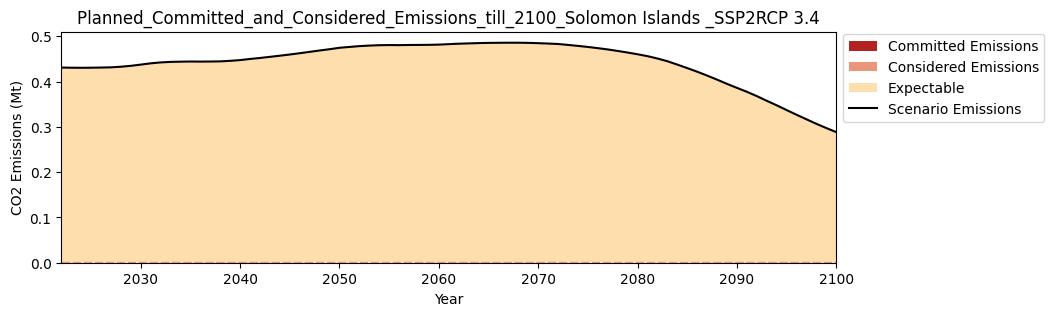 Planned_Committed_and_Considered_Emissions_till_2100_Solomon Islands _SSP2RCP 3.4
CO2 Emissions (Mt)
0.5
0.4
0.3
0.2
0.1
0.0
2030 2040 2050 2060 2070 2080 2090 2100
Year
Committed Emissions
Considered Emissions
Expectable
Scenario Emissions